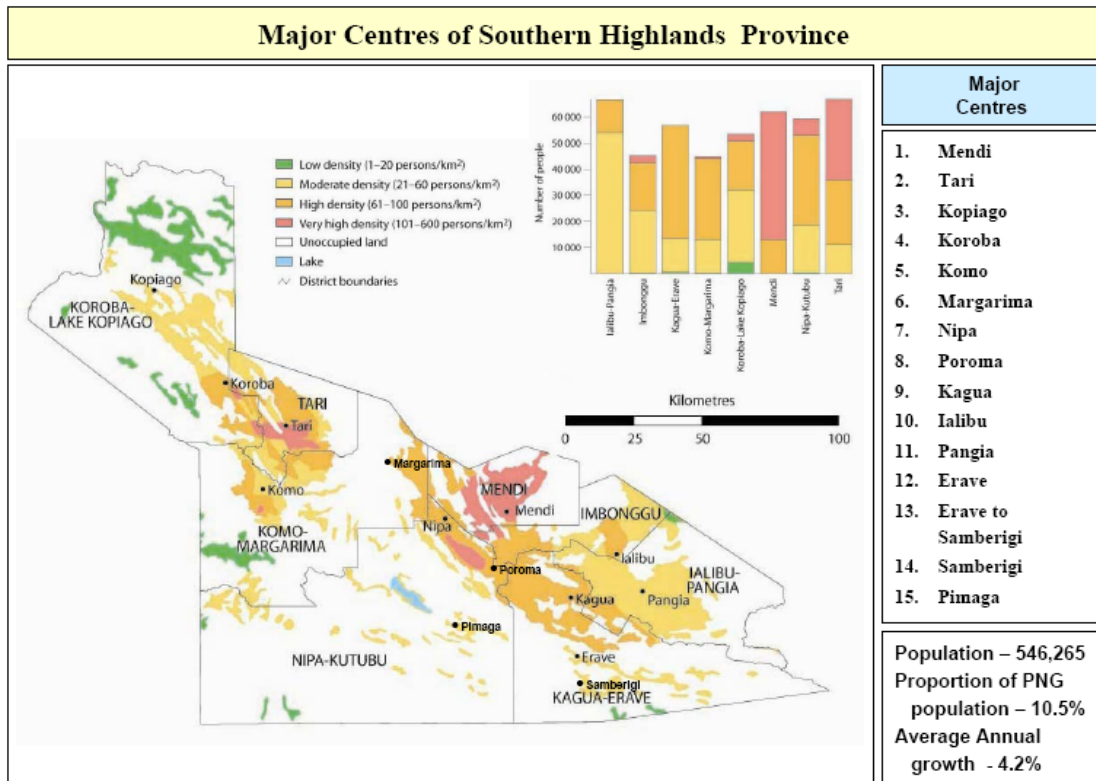 Major Centres of Southern Highlands Province
Low density (1–20 persons/km²)
Moderate density (21–60 persons/km²)
High density (61–100 persons/km²)
Very high density (101–600 persons/km²)
Unoccupied land
Lake
District boundaries
Number of people
60 000
50 000
40 000
30 000
20 000
10 000
Ialibu-Pangia
Imbonggu
Kagua-Erave
Komo-Margarima
Koroba-Lake Kopiago
Mendi
Nipa-Kutubu
Tari
Kilometres
0 25 50 100
Kopiago
KOROBA-
LAKE KOPIAGO
Koroba
TARI
Tari
Margarima
Komo
MENDI
Mendi
KOMO-
MARGARIMA
Nipa
IMBONGGU
Ialibu
Poroma
IALIBU-
PANGIA
Kagua
Pangia
Pimaga
NIPA-KUTUBU
Erave
Samberigi
KAGUA-ERAVE
Major
Centres
1. Mendi
2. Tari
3. Kopiago
4. Koroba
5. Komo
6. Margarima
7. Nipa
8. Poroma
9. Kagua
10. Ialibu
11. Pangia
12. Erave
13. Erave to
Samberigi
14. Samberigi
15. Pimaga
Population – 546,265
Proportion of PNG
population – 10.5%
Average Annual
growth - 4.2%